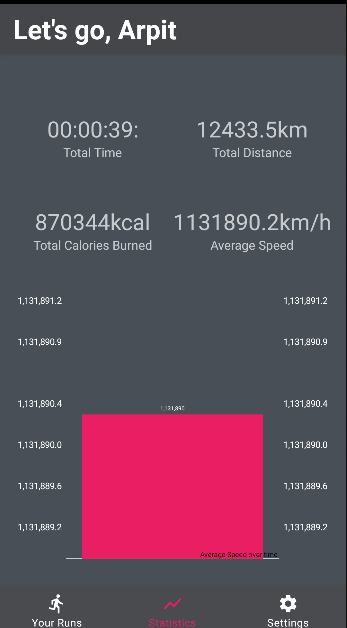 Let's go, Arpit
00:00:39: 12433.5km
Total Time Total Distance
870344kcal 1131890.2km/h
Total Calories Burned Average Speed
1,131,891.2 1,131,891.2
1,131,890.9 1,131,890.9
1,131,890.4 1,131,890.4
1,131,890
1,131,890.0 1,131,890.0
1,131,889.6 1,131,889.6
1,131,889.2 1,131,889.2
Average Speed over time
Your Runs Statistics Settings